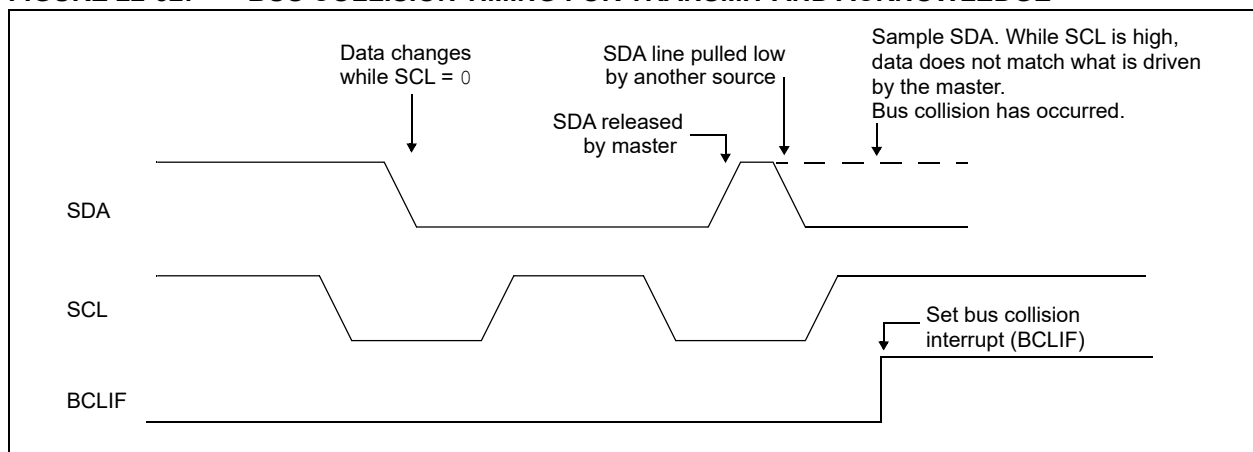 Data changes
while SCL = 0
SDA line pulled low
by another source
SDA released
by master
Sample SDA. While SCL is high,
data does not match what is driven
by the master.
Bus collision has occurred.
SDA
SCL
Set bus collision
interrupt (BCLIF)
BCLIF